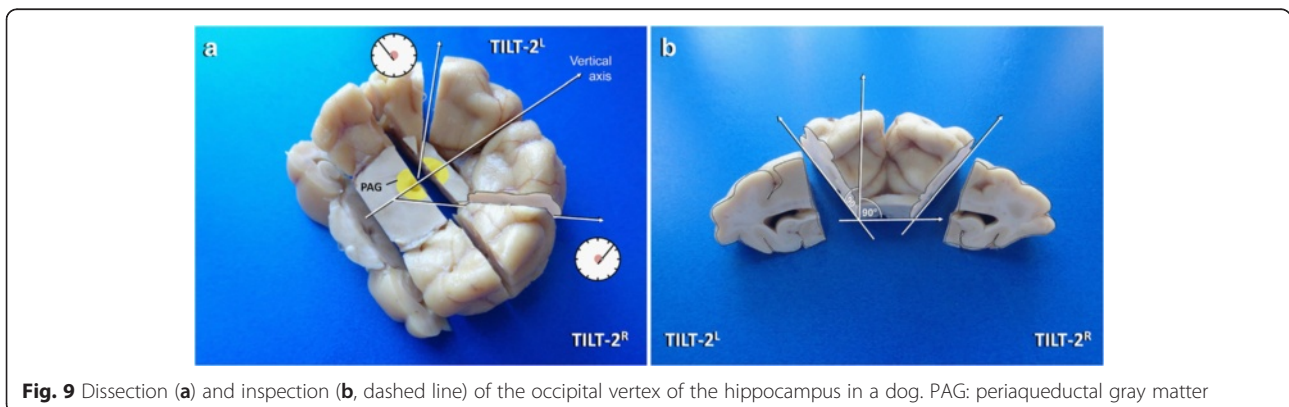 a
TILT-2ᴸ
Vertical
axis
PAG
TILT-2ᴿ
b
90°
TILT-2ᴸ
TILT-2ᴿ
Fig. 9 Dissection (a) and inspection (b, dashed line) of the occipital vertex of the hippocampus in a dog. PAG: periaqueductal gray matter